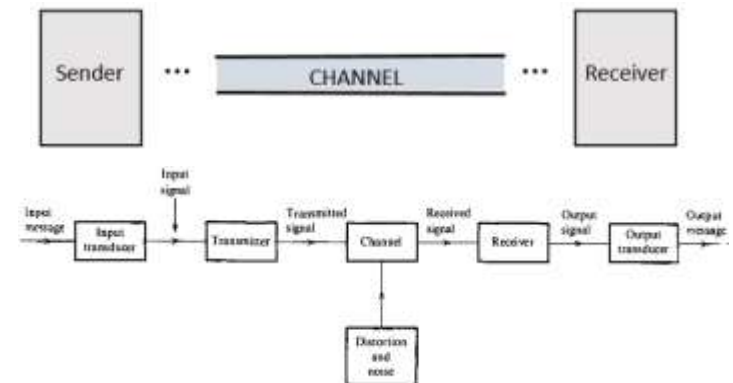 Sender
•••
CHANNEL
•••
Receiver
Input
signal
Input
message
Input
transducer
Transmitter
Transmitted
signal
Channel
Received
signal
Receiver
Output
signal
Output
transducer
Output
message
Distortion
and
noise